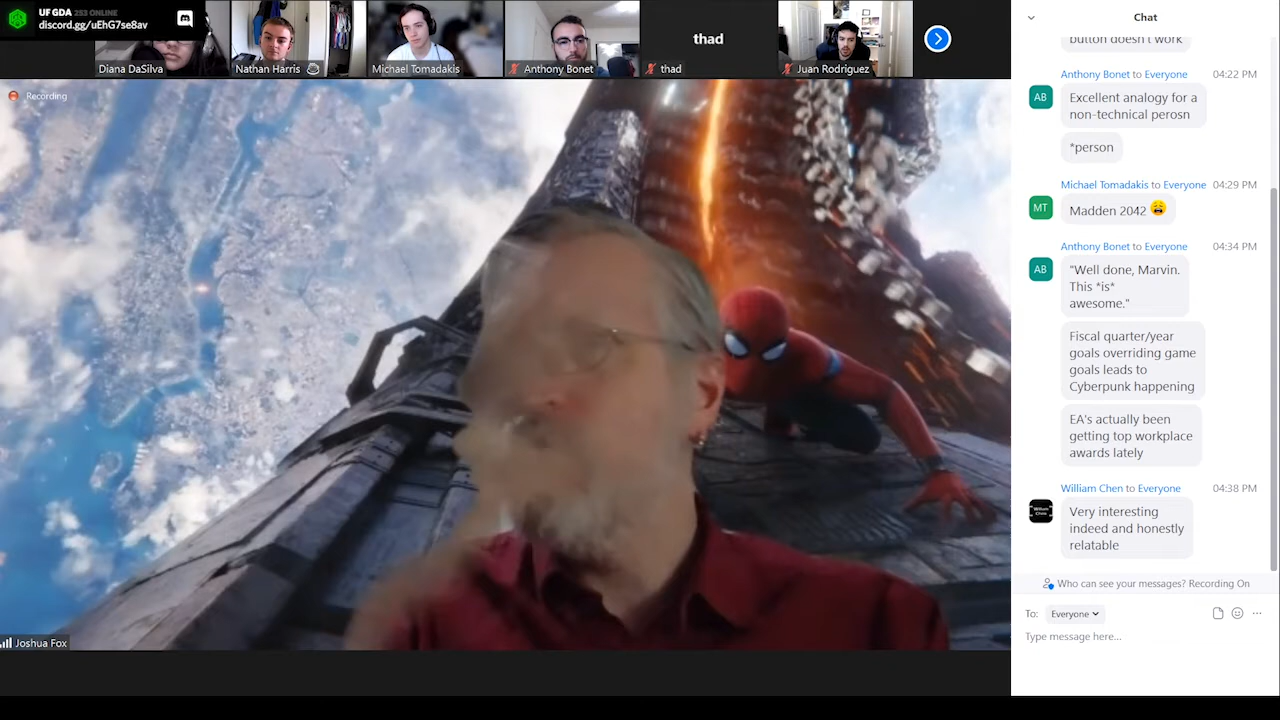 UF GDA 253 ONLINE
discord.gg/uEhG7se8av
Diana DaSilva
Nathan Harris
Michael Tomadakis
Anthony Bonet
thad
thad
Juan Rodriguez
Recording
Joshua Fox
Chat
button doesn't work
Anthony Bonet to Everyone 04:22 PM
AB
Excellent analogy for a
non-technical perosn
*person
Michael Tomadakis to Everyone 04:29 PM
MT
Madden 2042 😩
Anthony Bonet to Everyone 04:34 PM
AB
"Well done, Marvin.
This *is*
awesome."
Fiscal quarter/year
goals overriding game
goals leads to
Cyberpunk happening
EA's actually been
getting top workplace
awards lately
William Chen to Everyone 04:38 PM
William
Chen
Very interesting
indeed and honestly
relatable
Who can see your messages? Recording On
To: Everyone
Type message here...